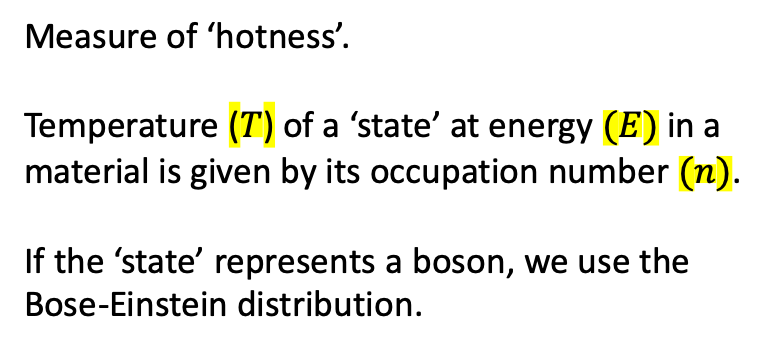 Measure of ‘hotness’.
Temperature (T) of a ‘state’ at energy (E) in a
material is given by its occupation number (n).
If the ‘state’ represents a boson, we use the
Bose-Einstein distribution.